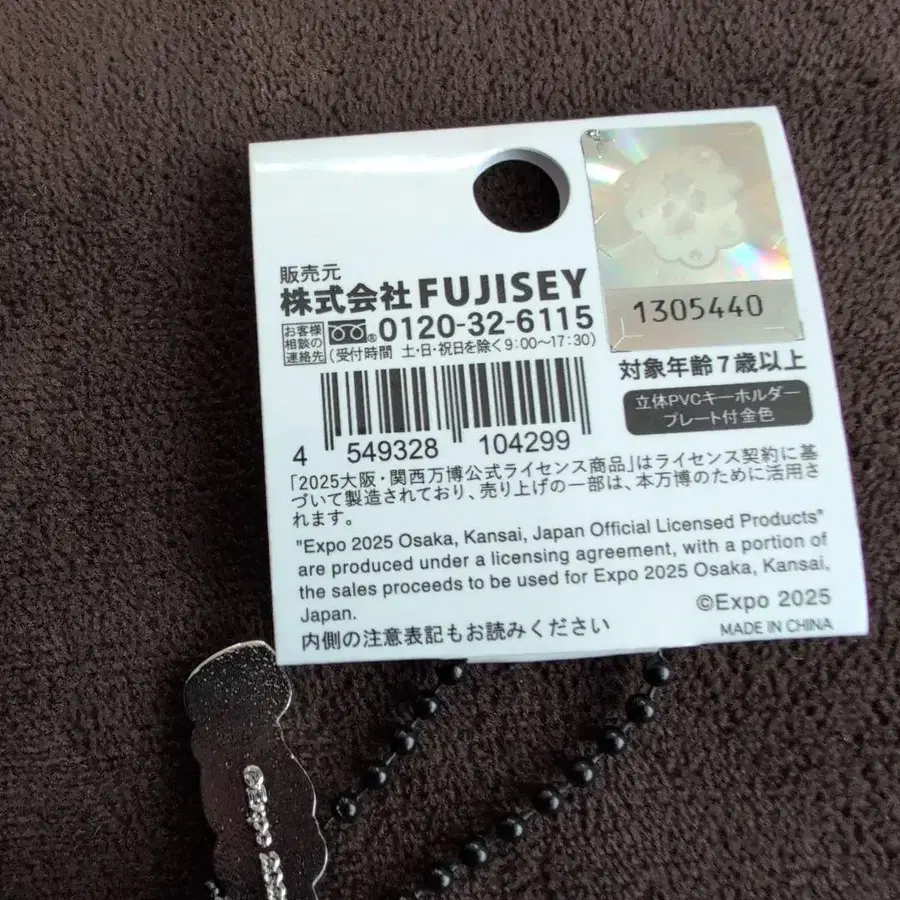 販売元
株式会社FUJISEY
お客様相談の連絡先
0120-32-6115
(受付時間 土・日・祝日を除く9:00〜17:30)
4 549328 104299
1305440
対象年齢7歳以上
立体PVCキーホルダー
プレート付金色
「2025大阪・関西万博公式ライセンス商品」はライセンス契約に基
づいて製造されており、売り上げの一部は、本万博のために活用さ
れます。
"Expo 2025 Osaka, Kansai, Japan Official Licensed Products"
are produced under a licensing agreement, with a portion of
the sales proceeds to be used for Expo 2025 Osaka, Kansai,
Japan.
©Expo 2025
内側の注意表記もお読みください
MADE IN CHINA